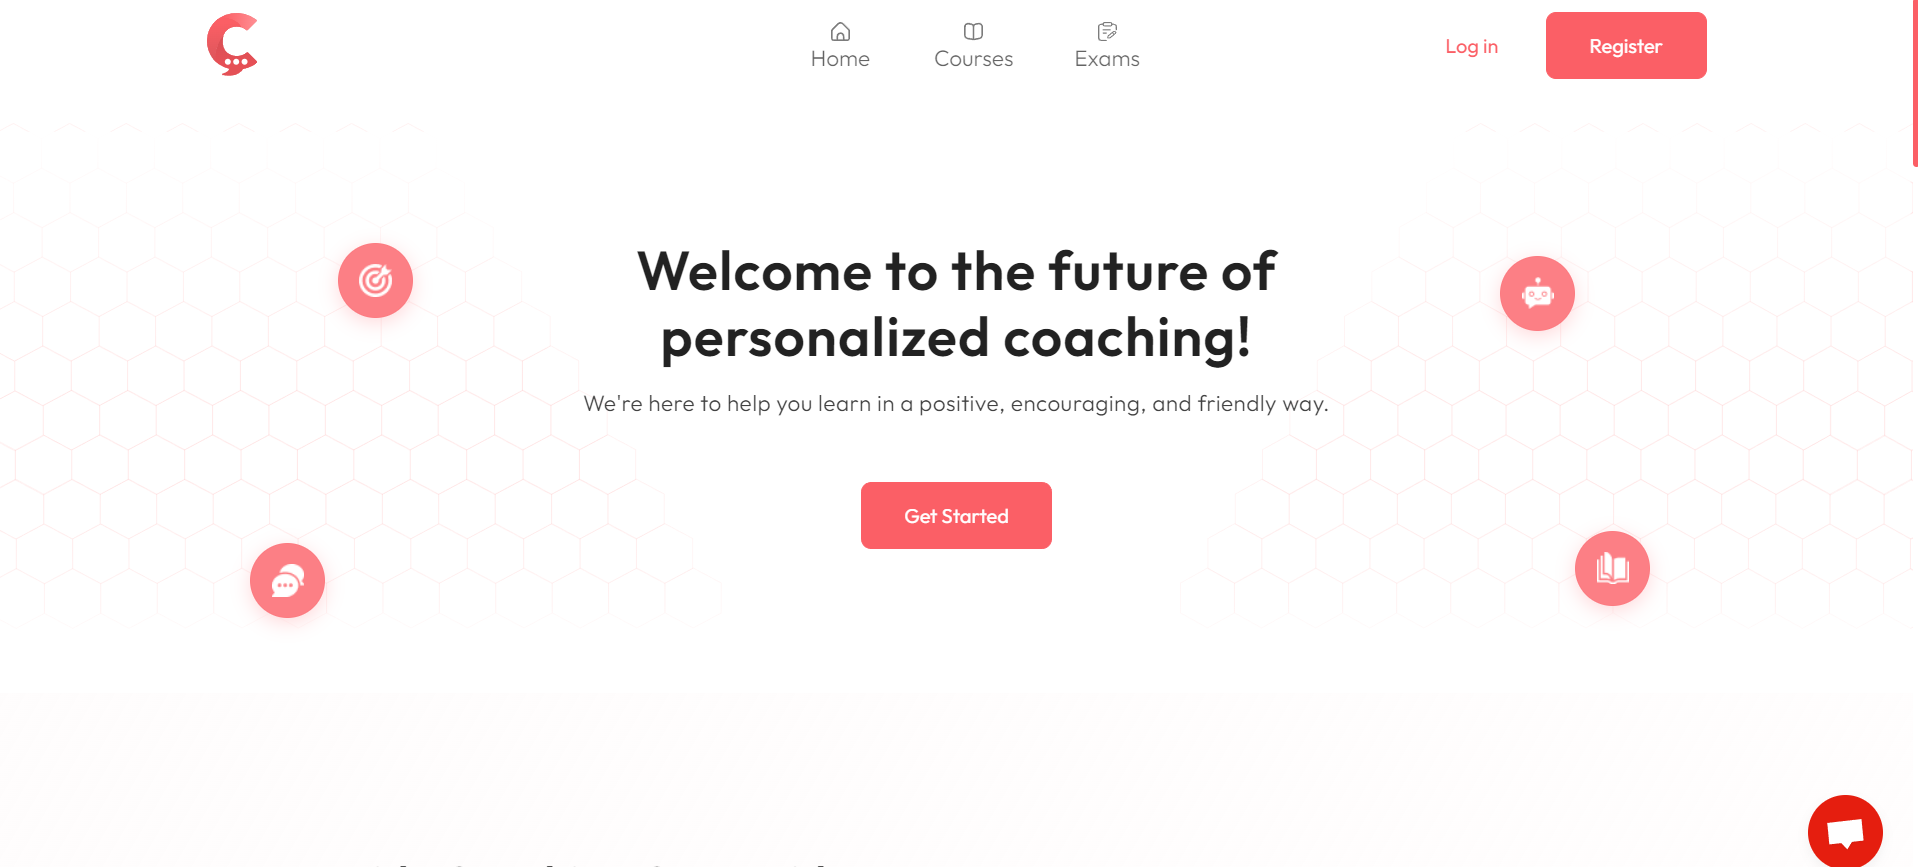 Home
Courses
Exams
Log in
Register
Welcome to the future of
personalized coaching!
We're here to help you learn in a positive, encouraging, and friendly way.
Get Started